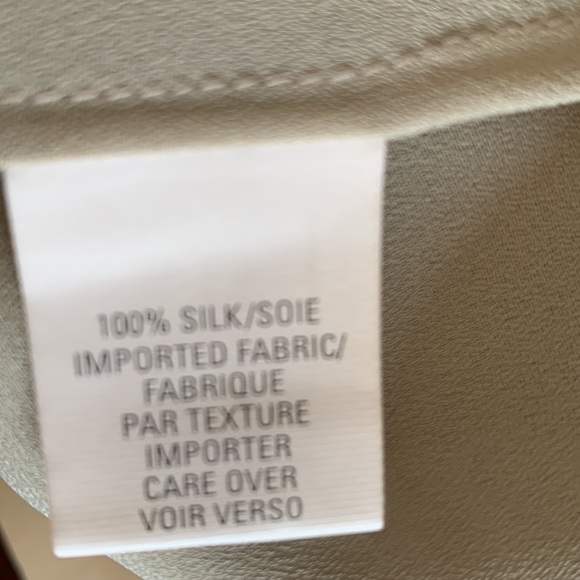 100% SILK/SOIE
IMPORTED FABRIC/
FABRIQUE
PAR TEXTURE
IMPORTER
CARE OVER
VOIR VERSO